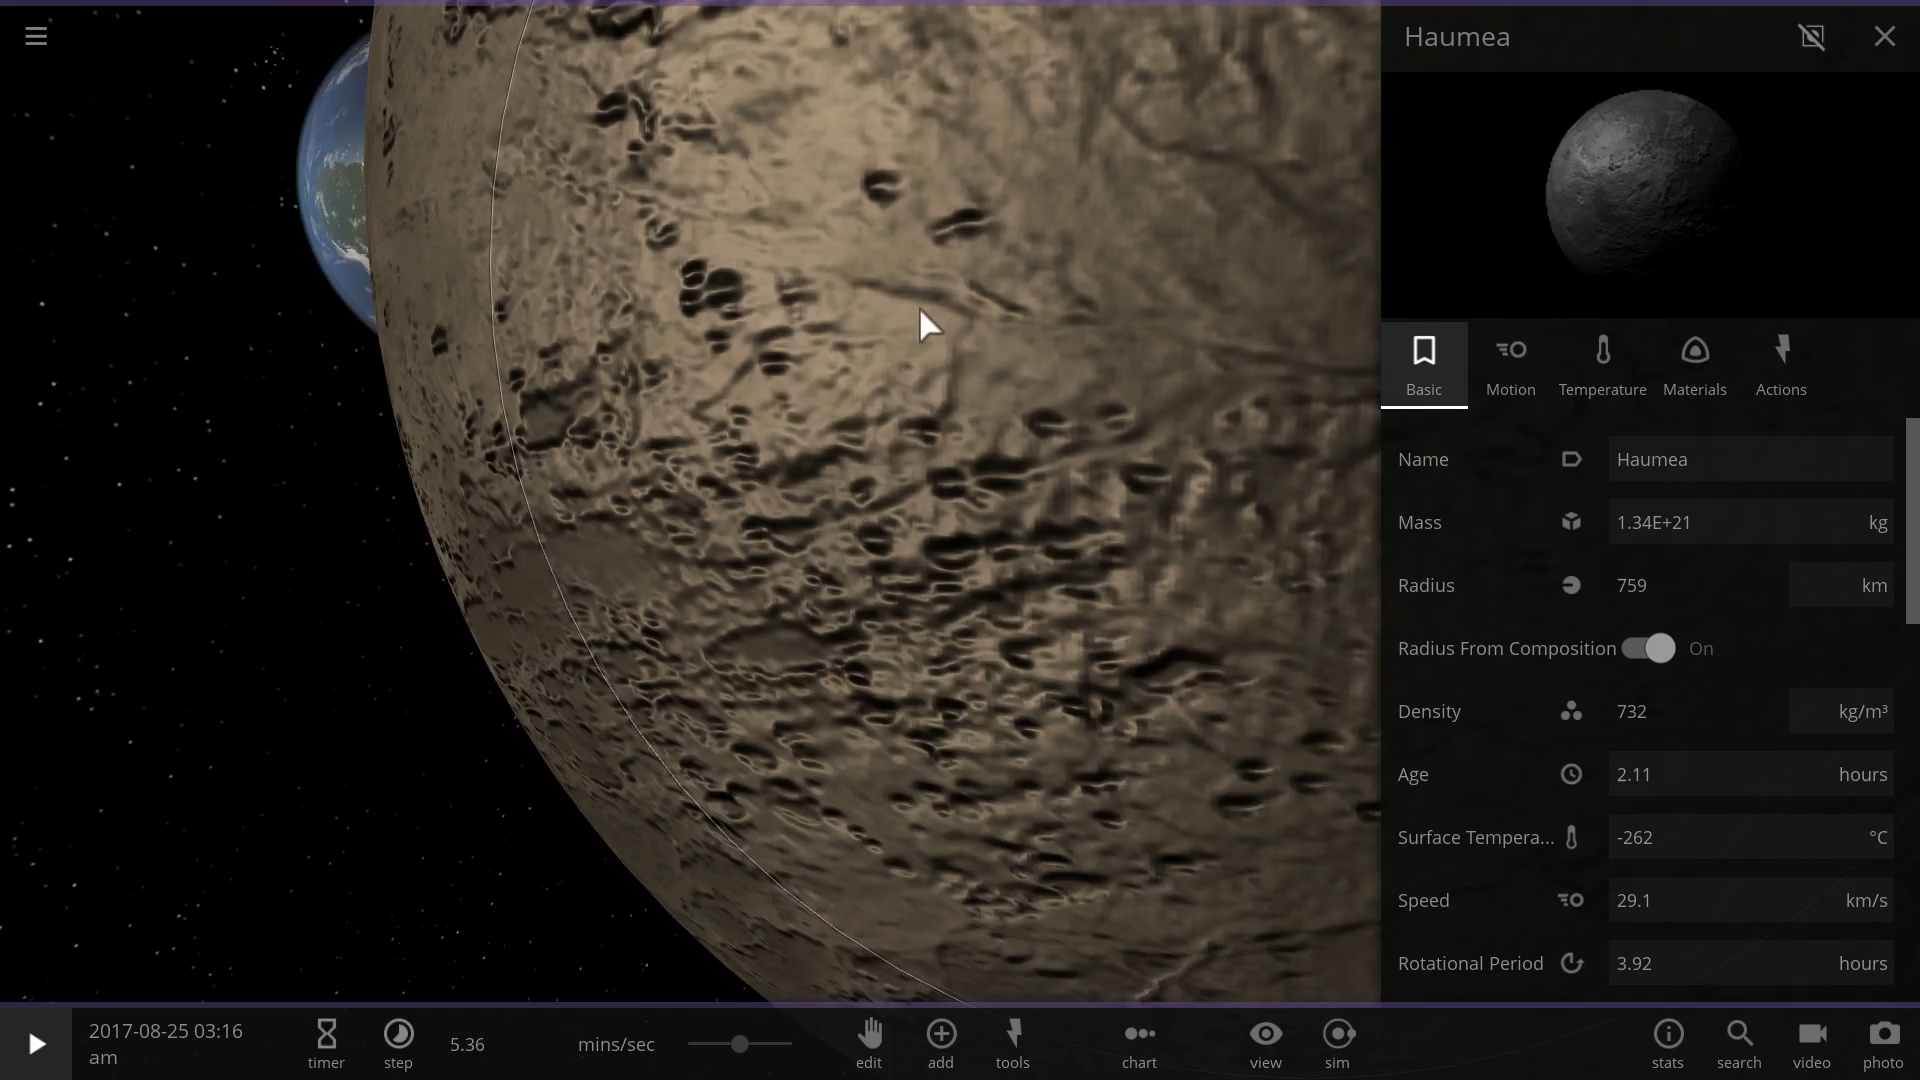 Haumea
Basic
Motion
Temperature
Materials
Actions
Name Haumea
Mass 1.34E+21 kg
Radius 759 km
Radius From Composition On
Density 732 kg/m³
Age 2.11 hours
Surface Tempera... -262 °C
Speed 29.1 km/s
Rotational Period 3.92 hours
2017-08-25 03:16
am
timer
step
5.36 mins/sec
edit
add
tools
chart
view
sim
stats
search
video
photo